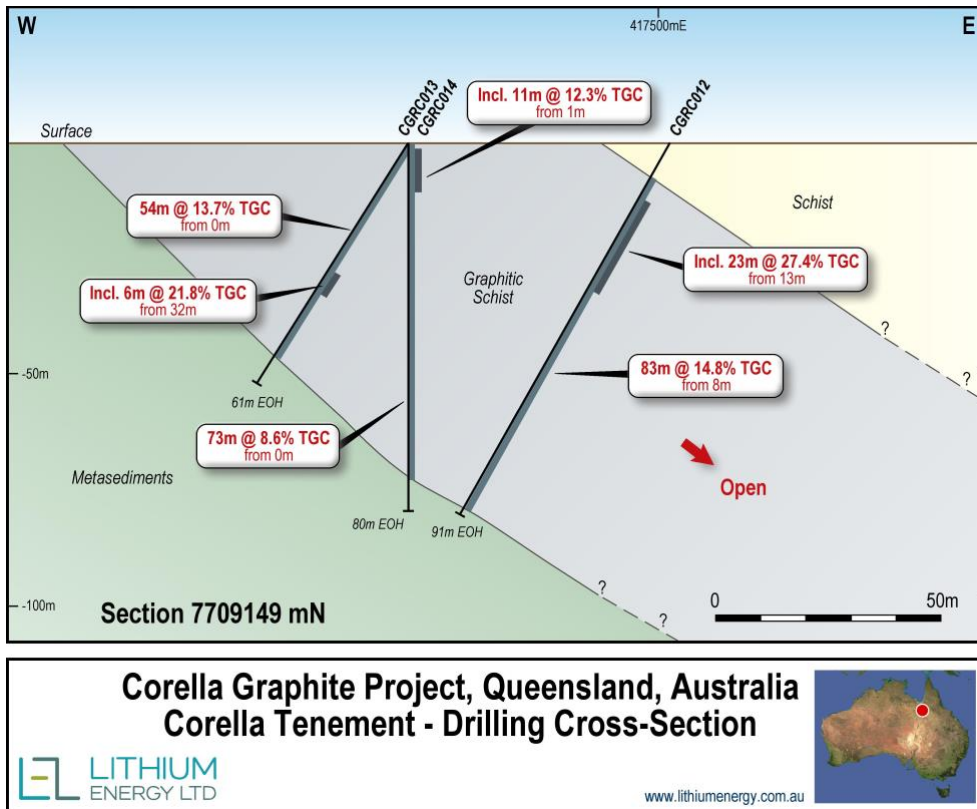 W
417500mE
E
CGRC013
CGRC014
Incl. 11m @ 12.3% TGC
from 1m
CGRC012
Surface
54m @ 13.7% TGC
from 0m
Schist
Incl. 23m @ 27.4% TGC
from 13m
Graphitic
Schist
Incl. 6m @ 21.8% TGC
from 32m
?
-50m
83m @ 14.8% TGC
from 8m
?
61m EOH
73m @ 8.6% TGC
from 0m
Metasediments
Open
80m EOH
91m EOH
?
-100m
Section 7709149 mN
?
0
50m
Corella Graphite Project, Queensland, Australia
Corella Tenement - Drilling Cross-Section
LEL
LITHIUM
ENERGY LTD
www.lithiumenergy.com.au